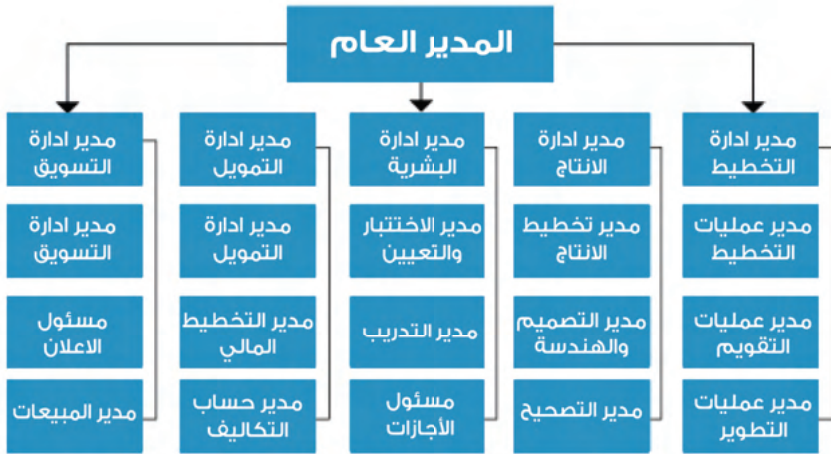 المدير العام
مدير ادارة
التخطيط
مدير ادارة
الانتاج
مدير ادارة
البشرية
مدير ادارة
التمويل
مدير ادارة
التسويق
مدير عمليات
التخطيط
مدير تخطيط
الانتاج
مدير الاختتبار
والتعيين
مدير ادارة
التمويل
مدير ادارة
التسويق
مدير عمليات
التقويم
مدير التصميم
والهندسة
مدير التدريب
مدير التخطيط
المالي
مسئول
الاعلان
مدير عمليات
التطوير
مدير التصحيح
مسئول
الأجازات
مدير حساب
التكاليف
مدير المبيعات